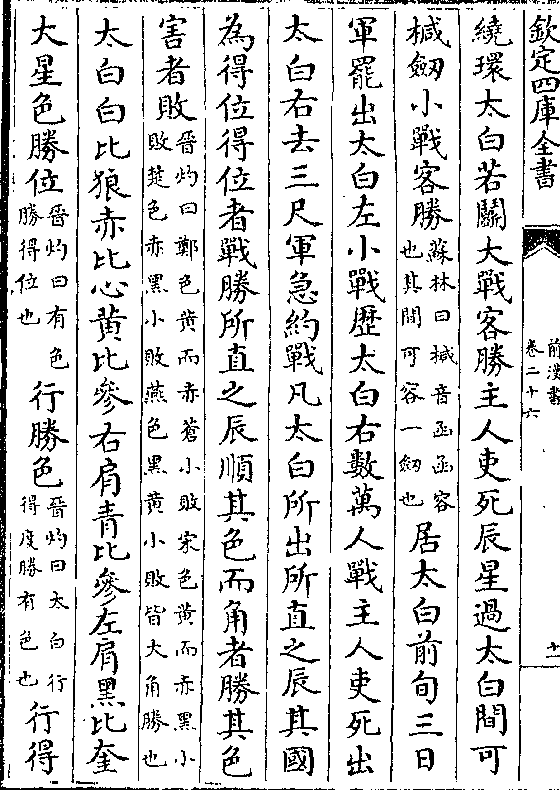 欽定四庫全書
前漢書
卷二十六
十一
繞環太白若鬭大戰客勝主人吏死辰星過太白間可
椷劒小戰客勝蘇林曰椷音函函容也其間可容一劒也居太白前旬三日
軍罷出太白左小戰歷太白右數萬人戰主人吏死出
太白右去三尺軍急約戰凡太白所出所直之辰其國
為得位得位者戰勝所直之辰順其色而角者勝其色
害者敗晉灼曰鄭色黄而赤蒼小敗宋色黄而赤黑小敗楚色赤黑小敗燕色黑黄小敗皆大角勝也
太白白比狼赤比心黄比參右肩青比參左肩黑比奎
大星色勝位晉灼曰有色勝得位也行勝色晉灼曰太白行得度勝有色也行得